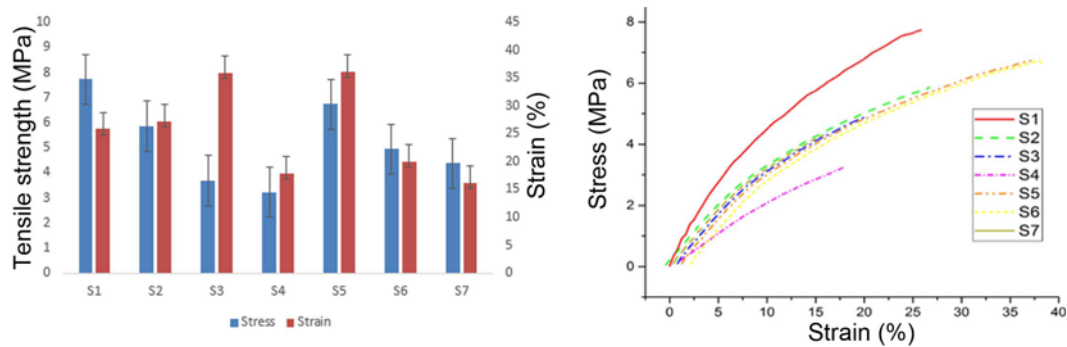 Tensile strength (MPa)
10
9
8
7
6
5
4
3
2
1
0
45
40
35
30
25
20
15
10
5
0
Strain (%)
S1 S2 S3 S4 S5 S6 S7
Stress Strain
Stress (MPa)
8
6
4
2
0
S1
S2
S3
S4
S5
S6
S7
0 5 10 15 20 25 30 35 40
Strain (%)